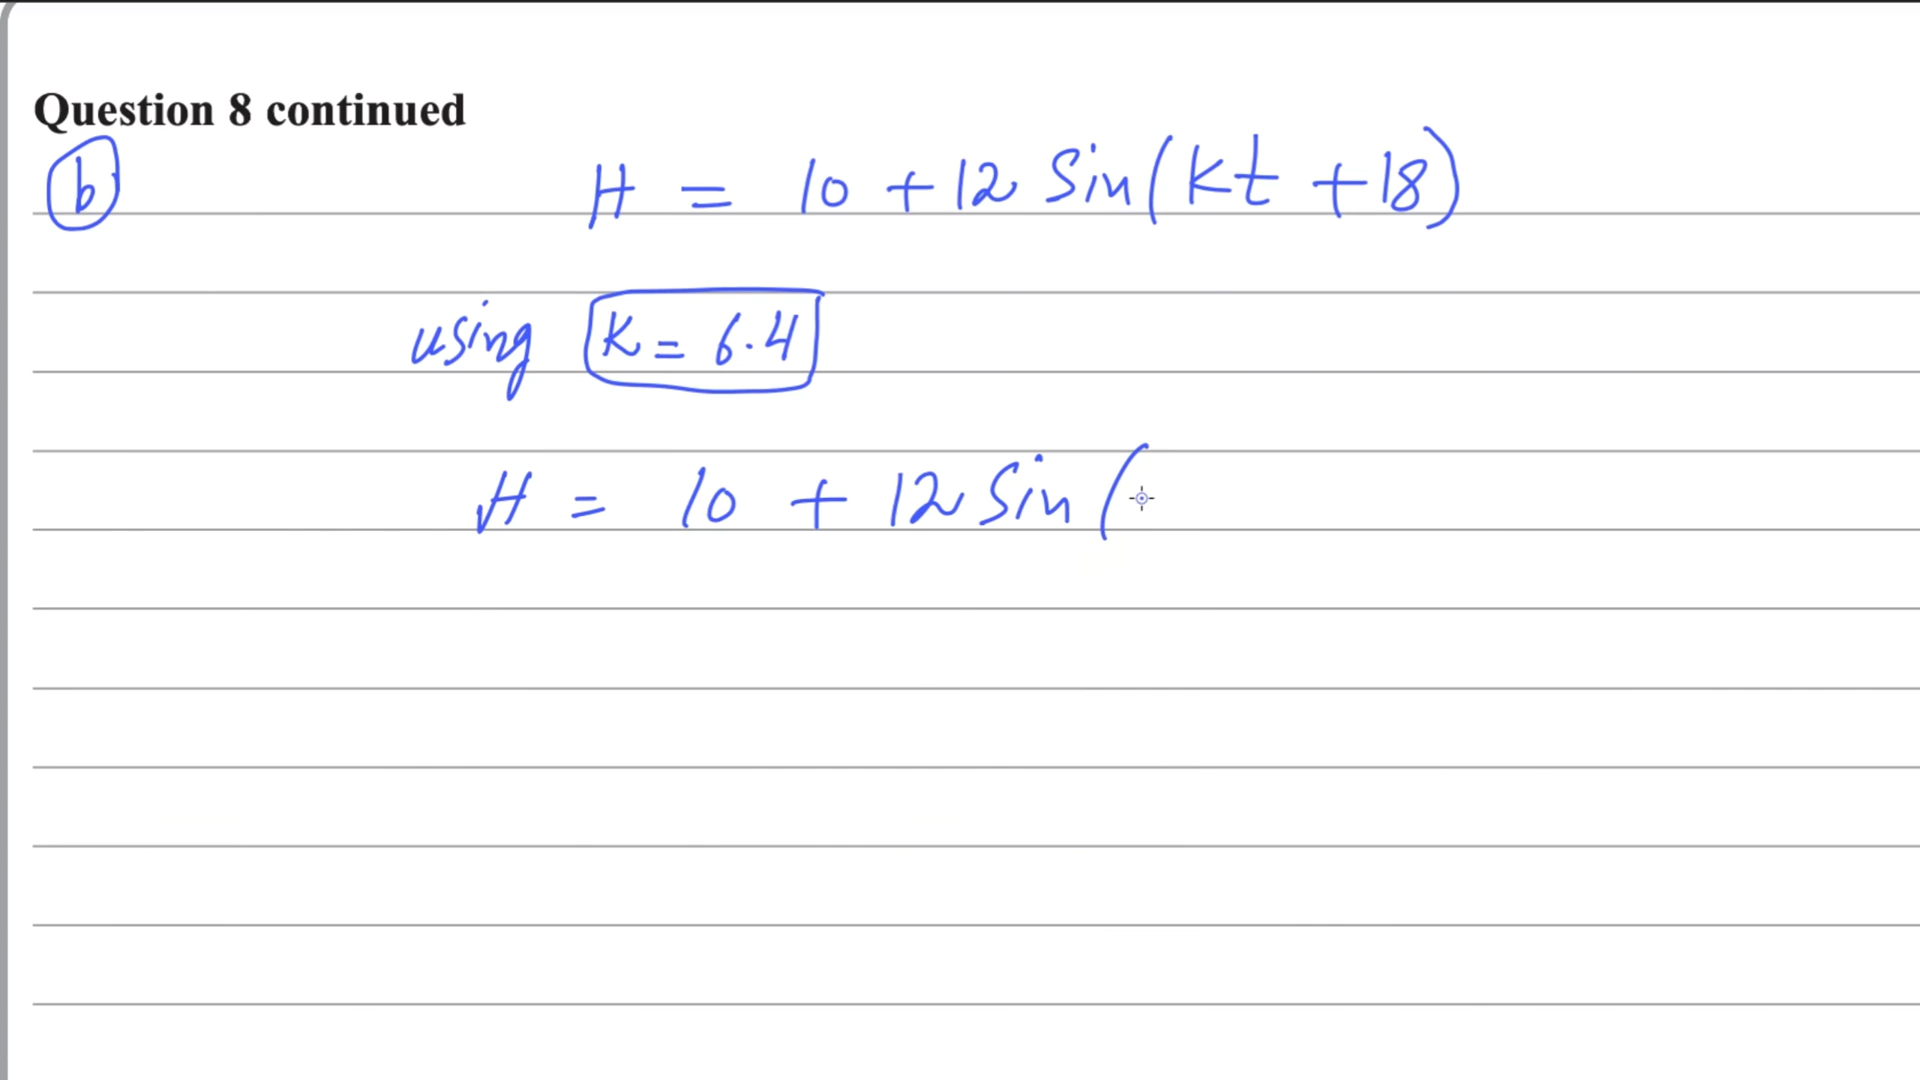 Question 8 continued
b H = 10 + 12 Sin(kt + 18)
using k = 6.4
H = 10 + 12 Sin(